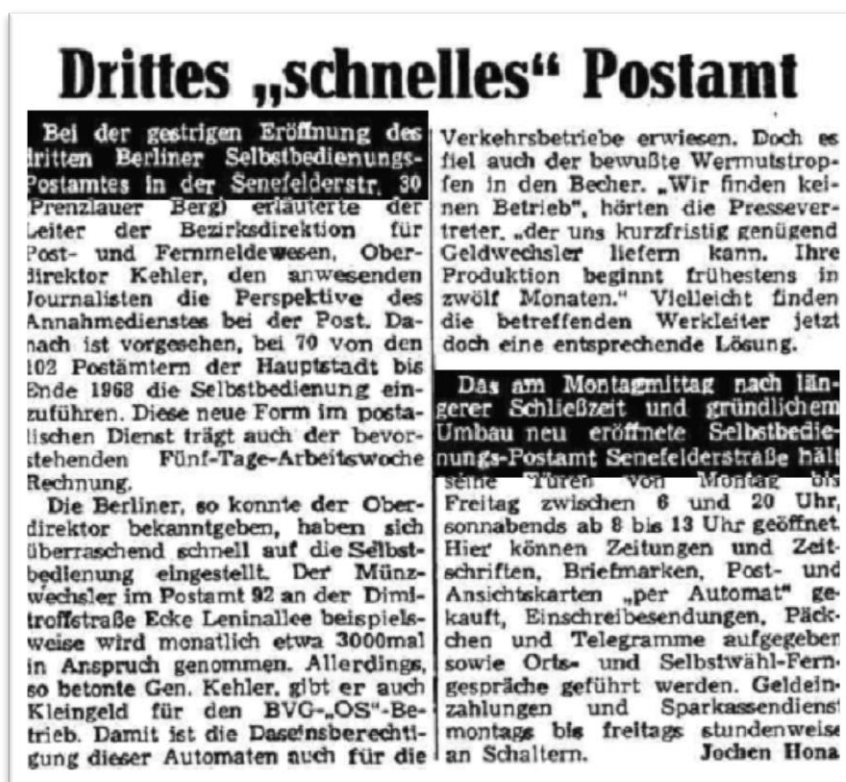 Drittes „schnelles“ Postamt
Bei der gestrigen Eröffnung des
dritten Berliner Selbstbedienungs-
Postamtes in der Senefelderstr. 30
(Prenzlauer Berg) erläuterte der
Leiter der Bezirksdirektion für
Post- und Fernmeldewesen, Ober-
direktor Kehler, den anwesenden
Journalisten die Perspektive des
Annahmedienstes bei der Post. Da-
nach ist vorgesehen, bei 70 von den
102 Postämtern der Hauptstadt bis
Ende 1968 die Selbstbedienung ein-
zuführen. Diese neue Form im posta-
lischen Dienst trägt auch der bevor-
stehenden Fünf-Tage-Arbeitswoche
Rechnung.
Die Berliner, so konnte der Ober-
direktor bekanntgeben, haben sich
überraschend schnell auf die Selbst-
bedienung eingestellt. Der Münz-
wechsler im Postamt 92 an der Dimi-
troffstraße Ecke Leninallee beispiels-
weise wird monatlich etwa 3000mal
in Anspruch genommen. Allerdings,
so betonte Gen. Kehler, gibt er auch
Kleingeld für den BVG-„OS“-Be-
trieb. Damit ist die Daseinsberechti-
gung dieser Automaten auch für die
Verkehrsbetriebe erwiesen. Doch es
fiel auch der bewußte Wermutstrop-
fen in den Becher. „Wir finden kei-
nen Betrieb“, hörten die Pressever-
treter, „der uns kurzfristig genügend
Geldwechsler liefern kann. Ihre
Produktion beginnt frühestens in
zwölf Monaten.“ Vielleicht finden
die betreffenden Werkleiter jetzt
doch eine entsprechende Lösung.
Das am Montagmittag nach län-
gerer Schließzeit und gründlichem
Umbau neu eröffnete Selbstbedie-
nungs-Postamt Senefelderstraße hält
seine Türen von Montag bis
Freitag zwischen 6 und 20 Uhr,
sonnabends ab 8 bis 13 Uhr geöffnet.
Hier können Zeitungen und Zeit-
schriften, Briefmarken, Post- und
Ansichtskarten „per Automat“ ge-
kauft, Einschreibesendungen, Päck-
chen und Telegramme aufgegeben
sowie Orts- und Selbstwähl-Fern-
gespräche geführt werden. Geldein-
zahlungen und Sparkassendienst
montags bis freitags stundenweise
an Schaltern. Jochen Hona